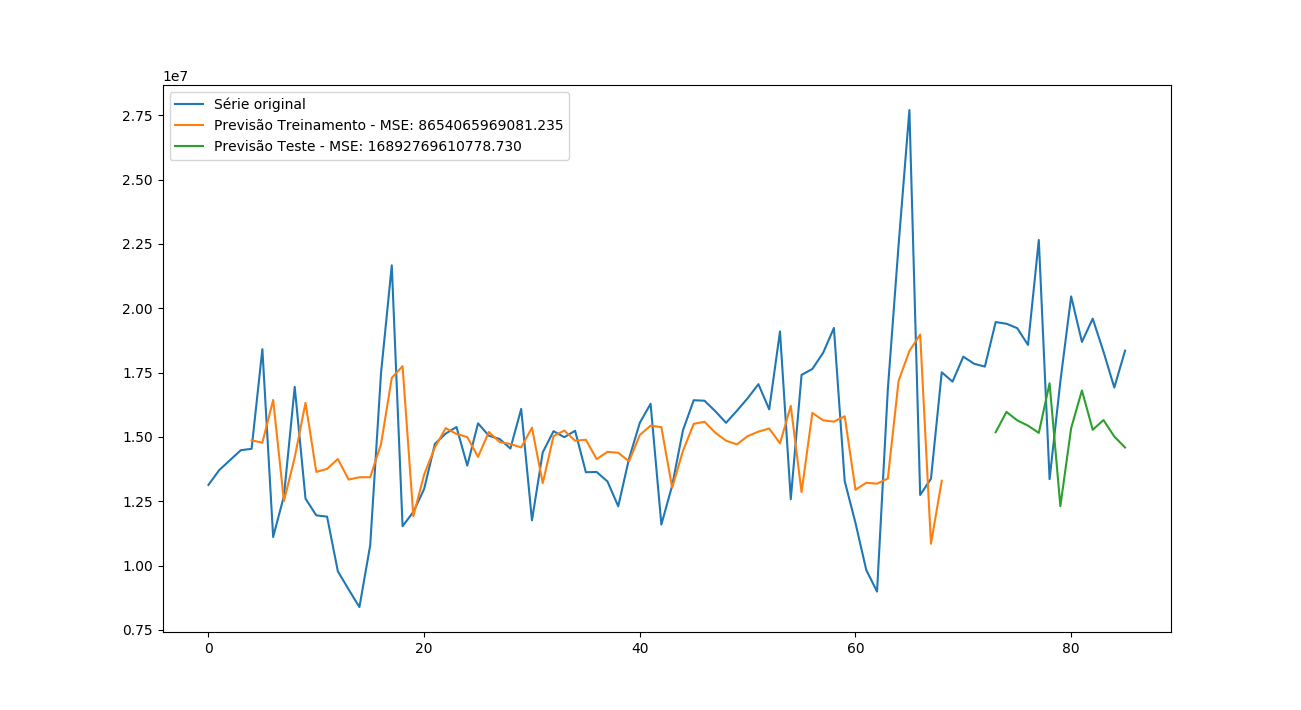 1e7
Série original
Previsão Treinamento - MSE: 8654065969081.235
Previsão Teste - MSE: 16892769610778.730
2.75
2.50
2.25
2.00
1.75
1.50
1.25
1.00
0.75
0 20 40 60 80